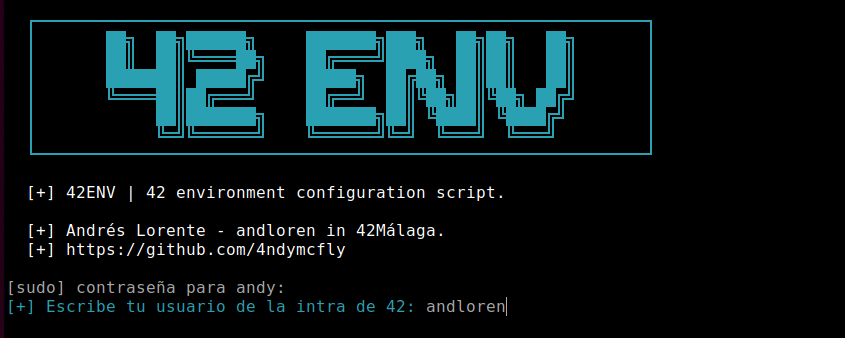 42 ENV
[+] 42ENV | 42 environment configuration script.
[+] Andrés Lorente - andloren in 42Málaga.
[+] https://github.com/4ndymcfly
[sudo] contraseña para andy:
[+] Escribe tu usuario de la intra de 42: andloren